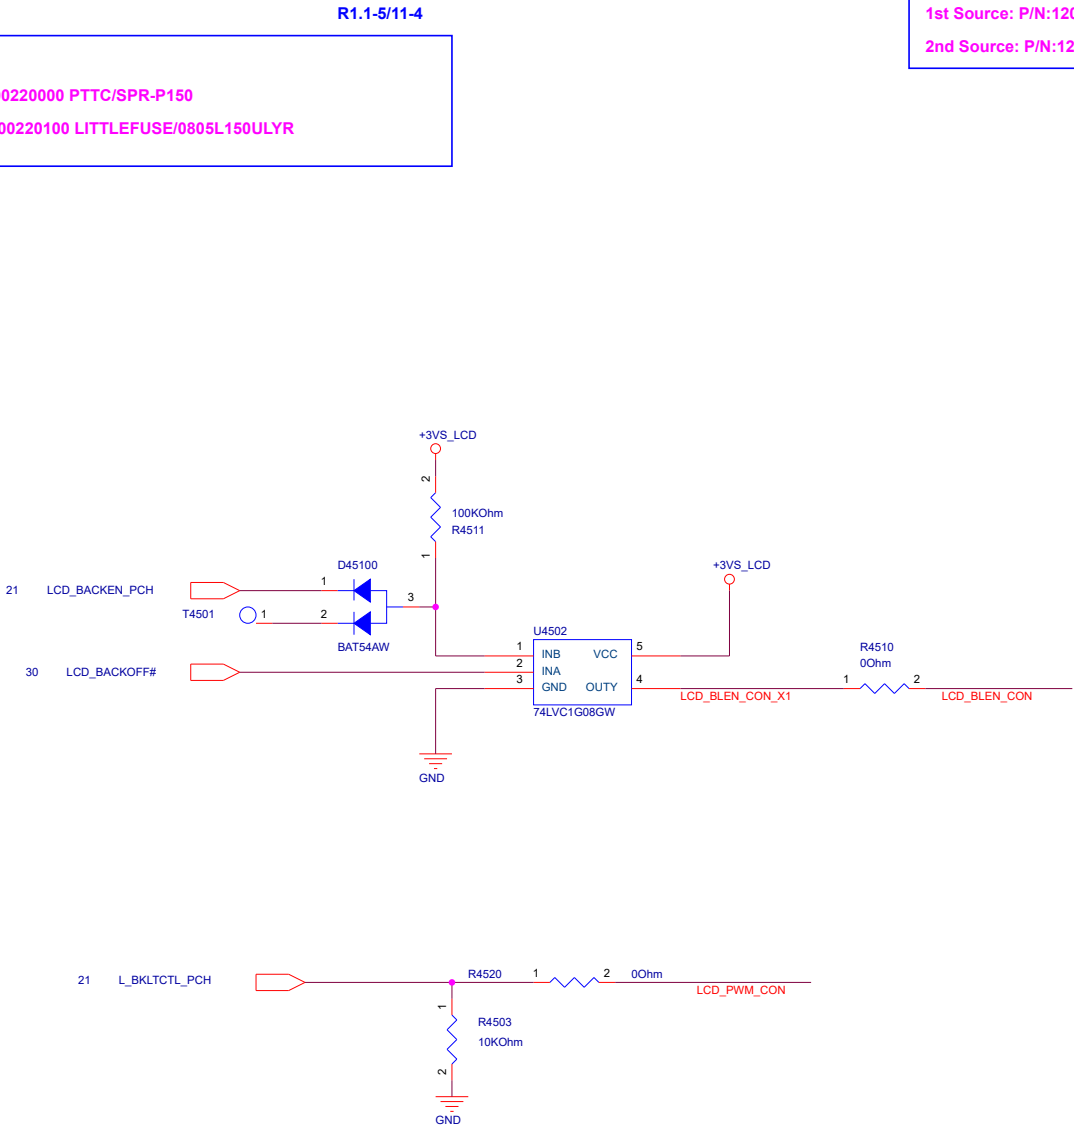 R1.1-5/11-4
1st Source: P/N:120
2nd Source: P/N:12
00220000 PTTC/SPR-P150
00220100 LITTLEFUSE/0805L150ULYR
+3VS_LCD
2
100KOhm
R4511
1
D45100
+3VS_LCD
21 LCD_BACKEN_PCH 1
3
T4501 1 2
BAT54AW
U4502
1 INB VCC 5
R4510
0Ohm
30 LCD_BACKOFF# 2 INA
3 GND OUTY 4
1 2
LCD_BLEN_CON_X1 LCD_BLEN_CON
74LVC1G08GW
GND
21 L_BKLTCTL_PCH R4520 1 2 0Ohm
LCD_PWM_CON
1
R4503
10KOhm
2
GND